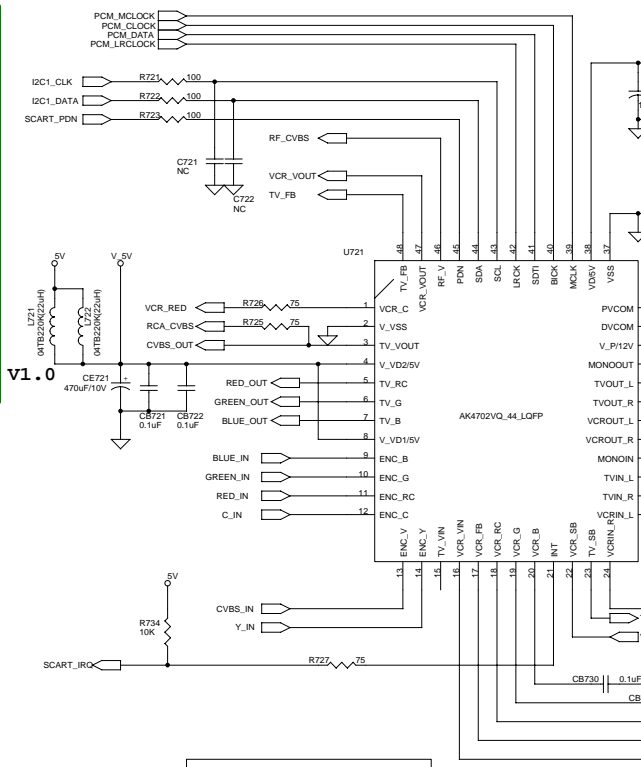 PCM_MCLOCK
PCM_CLOCK
PCM_DATA
PCM_LRCLOCK
I2C1_CLK R721 100
I2C1_DATA R722 100
SCART_PDN R723 100
RF_CVBS
C721
NC
VCR_VOUT
C722
NC
TV_FB
U721
48 47 46 45 44 43 42 41 40 39 38 37
TV_FB VCR_VOUT RF_V PDN SDA SCL LRCK SDTI BICK MCLK VD/5V VSS
5V V_5V
L721
04TB220K(22uH)
L722
04TB220K(22uH)
VCR_RED R726 75 1 VCR_C PVCOM
RCA_CVBS R725 75 2 V_VSS DVCOM
CVBS_OUT 3 TV_VOUT V_P/12V
4 V_VD2/5V MONOOUT
V1.0
CE721
470uF/10V
+
CB721
0.1uF
CB722
0.1uF
RED_OUT 5 TV_RC TVOUT_L
GREEN_OUT 6 TV_G TVOUT_R
BLUE_OUT 7 TV_B VCROUT_L
AK4702VQ_44_LQFP
8 V_VD1/5V VCROUT_R
BLUE_IN 9 ENC_B MONOIN
GREEN_IN 10 ENC_G TVIN_L
RED_IN 11 ENC_RC TVIN_R
C_IN 12 ENC_C VCRIN_L
ENC_V ENC_Y TV_VIN VCR_VIN VCR_FB VCR_RC VCR_G VCR_B INT VCR_SB TV_SB VCRIN_R
13 14 15 16 17 18 19 20 21 22 23 24
5V
CVBS_IN
R734
10K
Y_IN
SCART_IRQ R727 75
CB730 0.1uF
CB